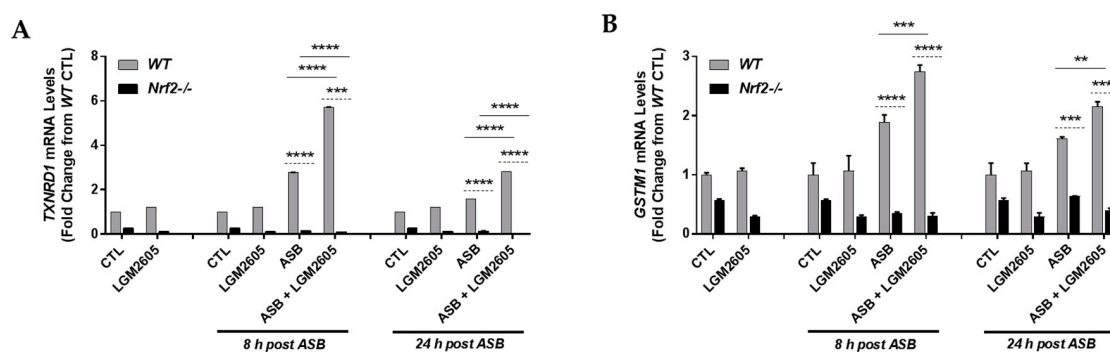 A
B
TXNRD1 mRNA Levels
(Fold Change from WT CTL)
8
6
4
2
0
WT
Nrf2-/-
****
****
****
***
****
****
****
****
****
CTL
LGM2605
CTL
LGM2605
ASB
ASB + LGM2605
CTL
LGM2605
ASB
ASB + LGM2605
8 h post ASB
24 h post ASB
GSTM1 mRNA Levels
(Fold Change from WT CTL)
3
2
1
0
WT
Nrf2-/-
***
****
****
**
***
***
CTL
LGM2605
CTL
LGM2605
ASB
ASB + LGM2605
CTL
LGM2605
ASB
ASB + LGM2605
8 h post ASB
24 h post ASB